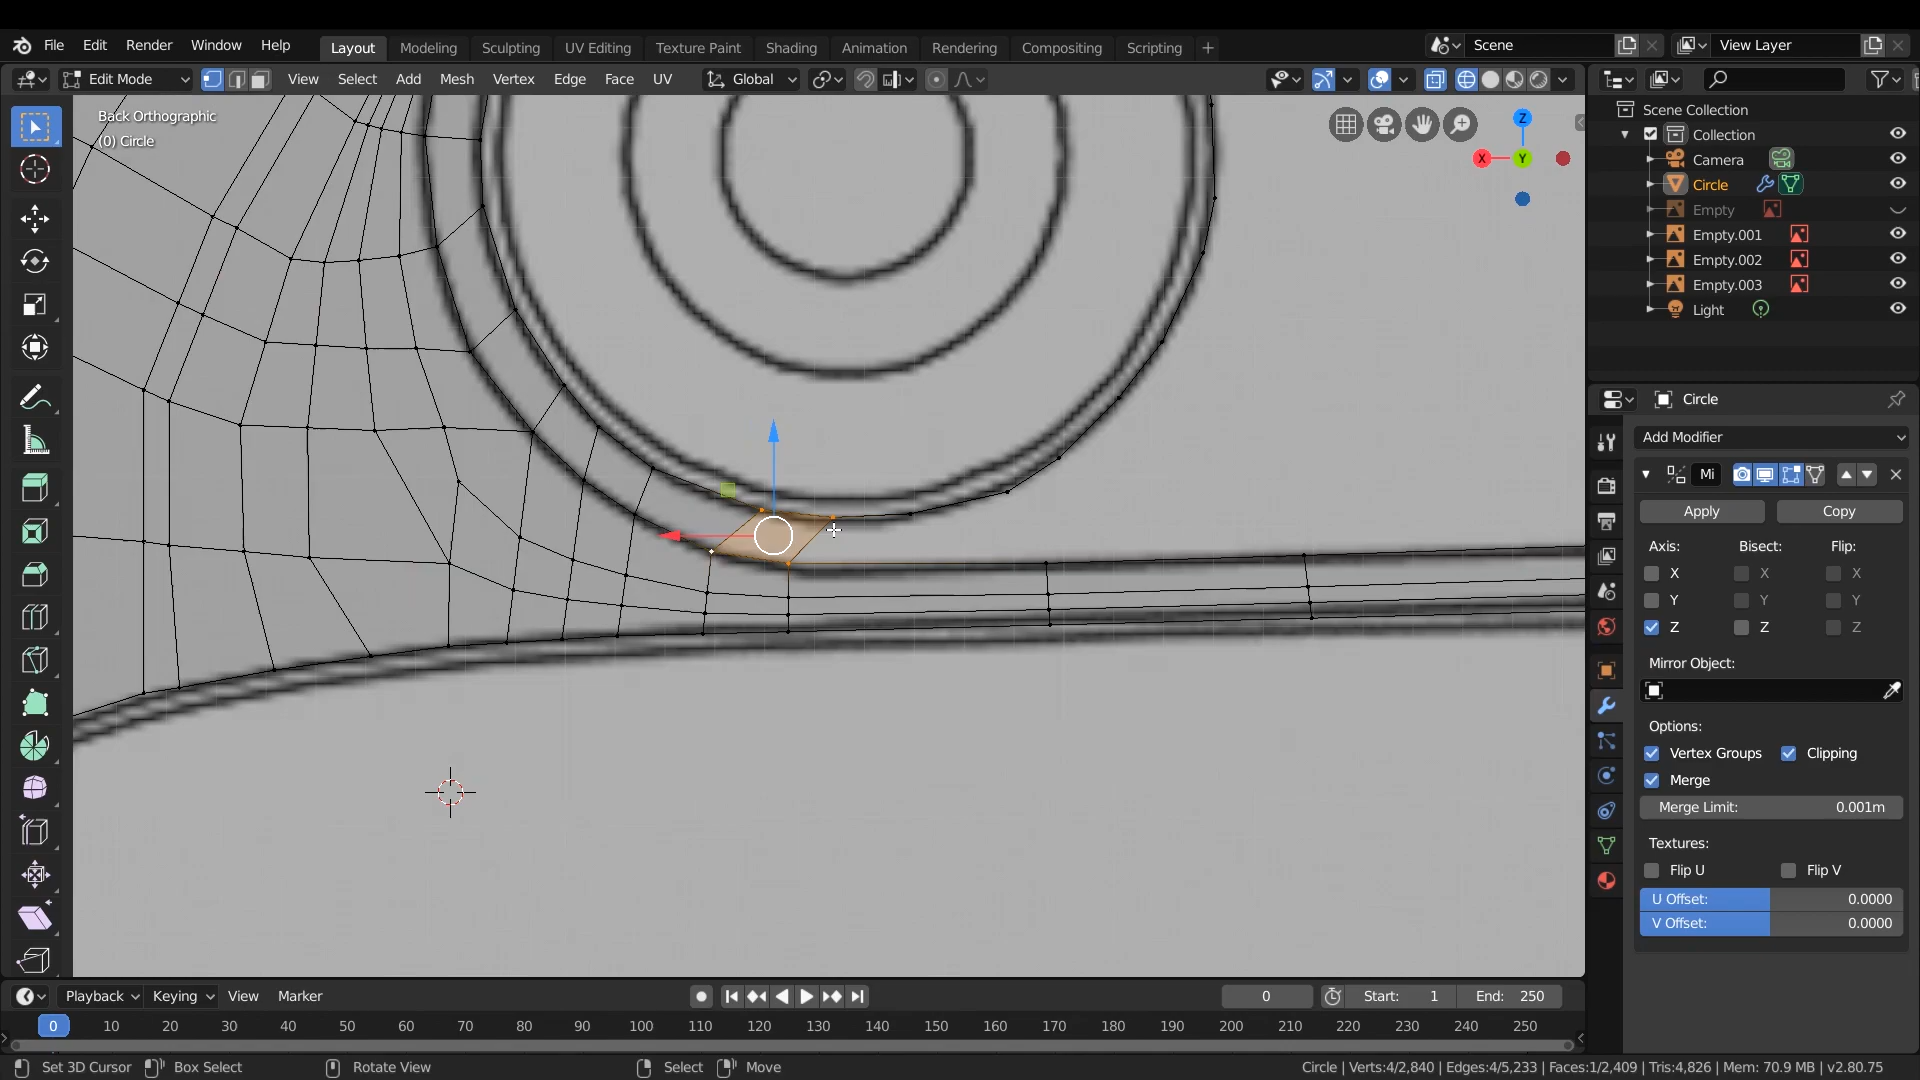 File Edit Render Window Help Layout Modeling Sculpting UV Editing Texture Paint Shading Animation Rendering Compositing Scripting + Scene View Layer
Edit Mode View Select Add Mesh Vertex Edge Face UV Global
Back Orthographic
(0) Circle
Z
X
Y
Scene Collection
Collection
Camera
Circle
Empty
Empty.001
Empty.002
Empty.003
Light
Circle
Add Modifier
Mi
Apply Copy
Axis: Bisect: Flip:
X X X
Y Y Y
Z Z Z
Mirror Object:
Options:
Vertex Groups Clipping
Merge
Merge Limit: 0.001m
Textures:
Flip U Flip V
U Offset: 0.0000
V Offset: 0.0000
Playback Keying View Marker 0 Start: 1 End: 250
0 10 20 30 40 50 60 70 80 90 100 110 120 130 140 150 160 170 180 190 200 210 220 230 240 250
Set 3D Cursor Box Select Rotate View Select Move Circle | Verts:4/2,840 | Edges:4/5,233 | Faces:1/2,409 | Tris:4,826 | Mem: 70.9 MB | v2.80.75